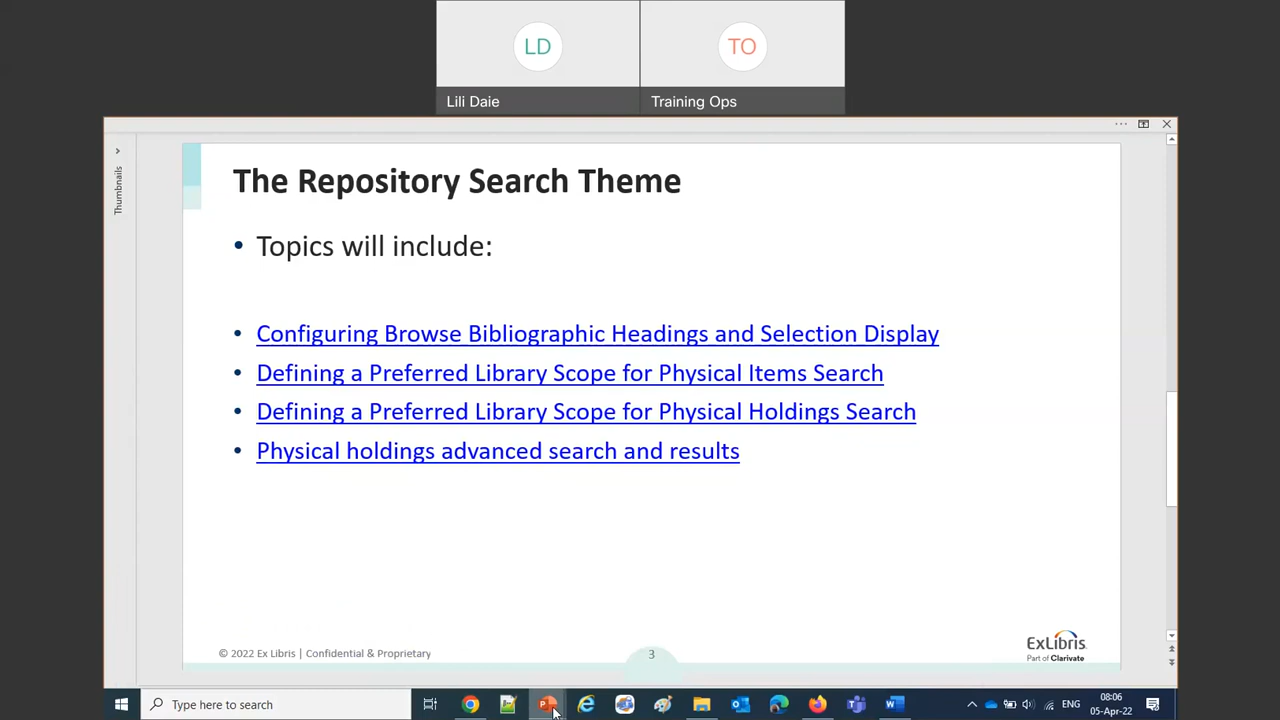 LD
TO
Lili Daie
Training Ops
Thumbnails
The Repository Search Theme
• Topics will include:
• Configuring Browse Bibliographic Headings and Selection Display
• Defining a Preferred Library Scope for Physical Items Search
• Defining a Preferred Library Scope for Physical Holdings Search
• Physical holdings advanced search and results
© 2022 Ex Libris | Confidential & Proprietary
3
ExLibris
Part of Clarivate
Type here to search
ENG
08:06
05-Apr-22